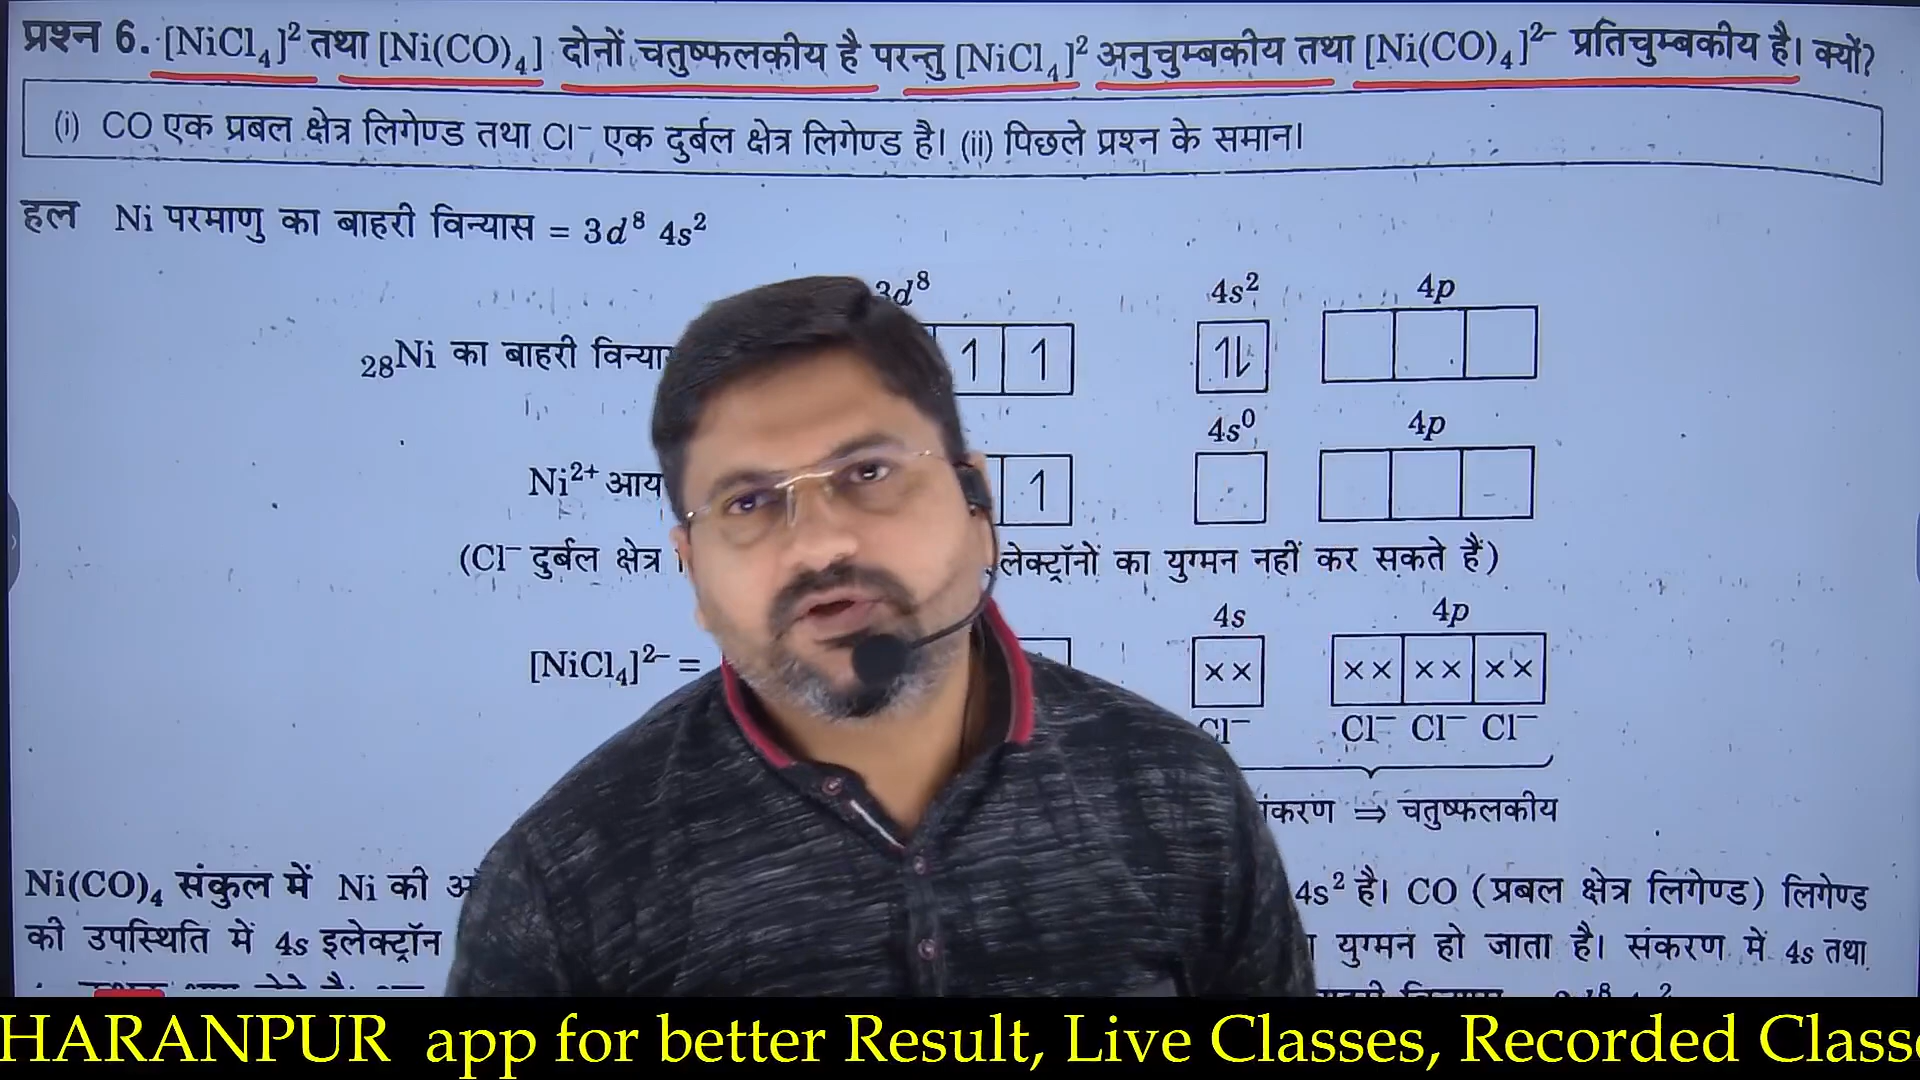 प्रश्न 6. [NiCl₄]² तथा [Ni(CO)₄] दोनों चतुष्फलकीय है परन्तु [NiCl₄]² अनुचुम्बकीय तथा [Ni(CO)₄]²⁻ प्रतिचुम्बकीय है। क्यों?
(i) CO एक प्रबल क्षेत्र लिगेण्ड तथा Cl⁻ एक दुर्बल क्षेत्र लिगेण्ड है। (ii) पिछले प्रश्न के समान।
हल Ni परमाणु का बाहरी विन्यास = 3d⁸ 4s²
3d⁸ 4s² 4p
₂₈Ni का बाहरी विन्या 1 1 1⇂
4s⁰ 4p
Ni²⁺ आय 1
(Cl⁻ दुर्बल क्षेत्र लेक्ट्रॉनों का युग्मन नहीं कर सकते हैं)
4s 4p
[NiCl₄]²⁻ = ×× ×× ×× ××
Cl⁻ Cl⁻ Cl⁻ Cl⁻
ंकरण ⇒ चतुष्फलकीय
Ni(CO)₄ संकुल में Ni की 4s² है। CO (प्रबल क्षेत्र लिगेण्ड) लिगेण्ड
की उपस्थिति में 4s इलेक्ट्रॉन युग्मन हो जाता है। संकरण में 4s तथा
HARANPUR app for better Result, Live Classes, Recorded Classe